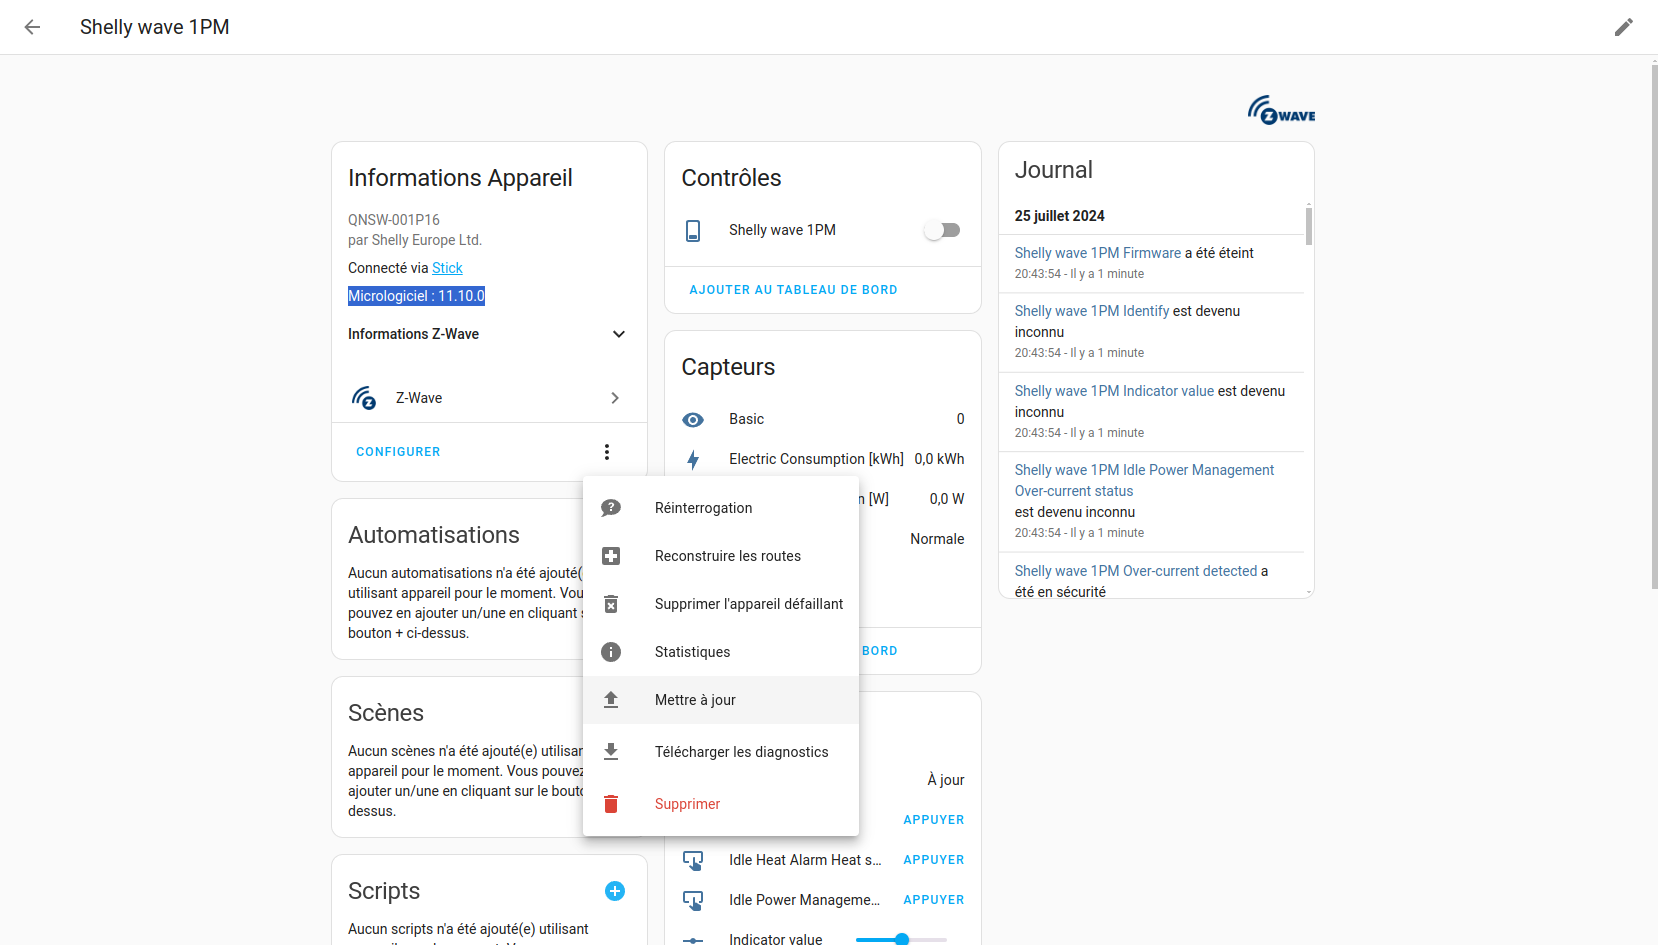 Shelly wave 1PM
Z WAVE
Informations Appareil
QNSW-001P16
par Shelly Europe Ltd.
Connecté via Stick
Micrologiciel : 11.10.0
Informations Z-Wave
Z-Wave
CONFIGURER
Automatisations
Aucun automatisations n'a été ajouté(
utilisant appareil pour le moment. Vou
pouvez en ajouter un/une en cliquant
bouton + ci-dessus.
Scènes
Aucun scènes n'a été ajouté(e) utilisan
appareil pour le moment. Vous pouvez
ajouter un/une en cliquant sur le bouto
dessus.
Scripts
Aucun scripts n'a été ajouté(e) utilisant
Réinterrogation
Reconstruire les routes
Supprimer l'appareil défaillant
Statistiques
Mettre à jour
Télécharger les diagnostics
Supprimer
Contrôles
Shelly wave 1PM
AJOUTER AU TABLEAU DE BORD
Capteurs
Basic 0
Electric Consumption [kWh] 0,0 kWh
n [W] 0,0 W
Normale
BORD
À jour
APPUYER
Idle Heat Alarm Heat s... APPUYER
Idle Power Manageme... APPUYER
Indicator value
Journal
25 juillet 2024
Shelly wave 1PM Firmware a été éteint
20:43:54 - Il y a 1 minute
Shelly wave 1PM Identify est devenu
inconnu
20:43:54 - Il y a 1 minute
Shelly wave 1PM Indicator value est devenu
inconnu
20:43:54 - Il y a 1 minute
Shelly wave 1PM Idle Power Management
Over-current status
est devenu inconnu
20:43:54 - Il y a 1 minute
Shelly wave 1PM Over-current detected a
été en sécurité